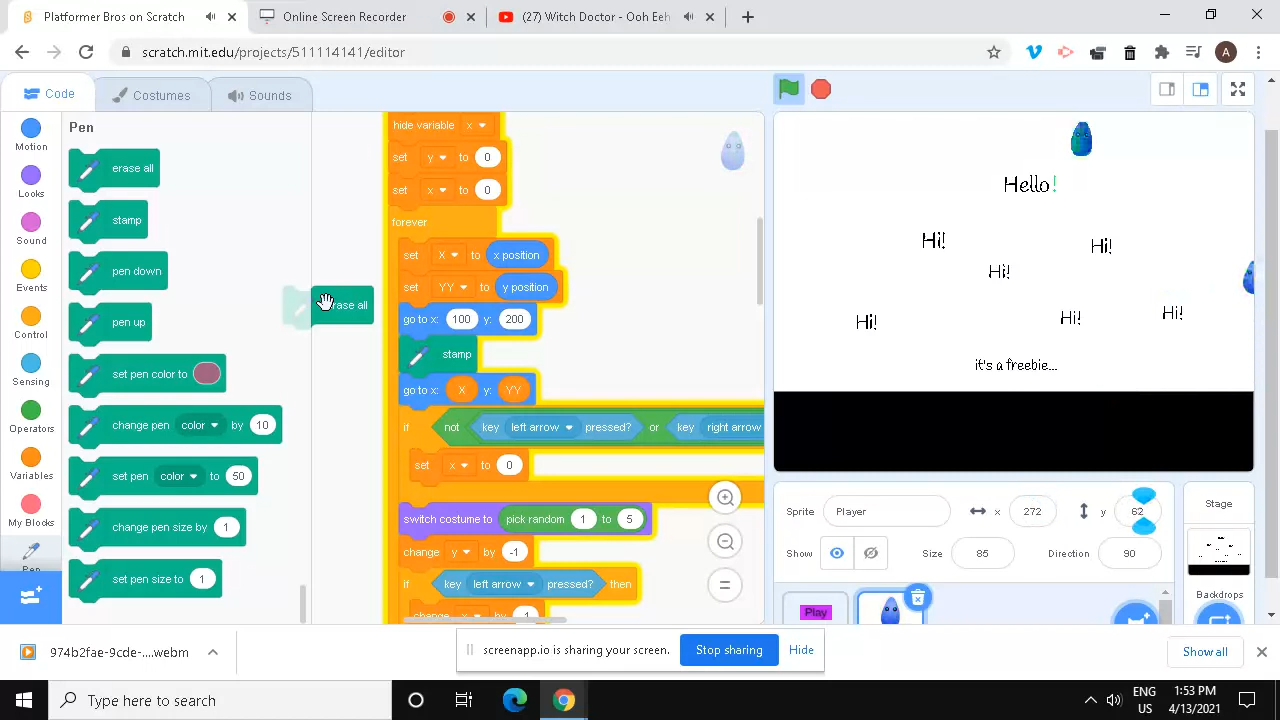 Platformer Bros on Scratch
Online Screen Recorder
(27) Witch Doctor - Ooh Eeh
scratch.mit.edu/projects/511114141/editor
A
Code
Costumes
Sounds
Motion
Looks
Sound
Events
Control
Sensing
Operators
Variables
My Blocks
Pen
Pen
erase all
stamp
pen down
pen up
set pen color to
change pen color by 10
set pen color to 50
change pen size by 1
set pen size to 1
erase all
hide variable x
set y to 0
set x to 0
forever
set X to x position
set YY to y position
go to x: 100 y: 200
stamp
go to x: X y: YY
if not key left arrow pressed? or key right arrow
set x to 0
switch costume to pick random 1 to 5
change y by -1
if key left arrow pressed? then
change x by -1
Hello!
Hi!
Hi!
Hi!
Hi!
Hi!
Hi!
it's a freebie...
Sprite Player x 272 y 62
Show Size 85 Direction 90
Stage
Backdrops
Play
974b2fae-9cde-....webm
screenapp.io is sharing your screen.
Stop sharing
Hide
Show all
Type here to search
ENG
US
1:53 PM
4/13/2021